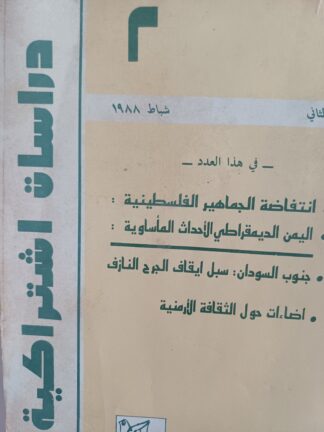 دراسات اشتراكية
٢
شباط ١٩٨٨
ـ في هذا العدد ـ
انتفاضة الجماهير الفلسطينية :
• اليمن الديمقراطي الأحداث المأساوية :
• جنوب السودان: سبل ايقاف الجرح النازف
• اضاءات حول الثقافة الأرمنية